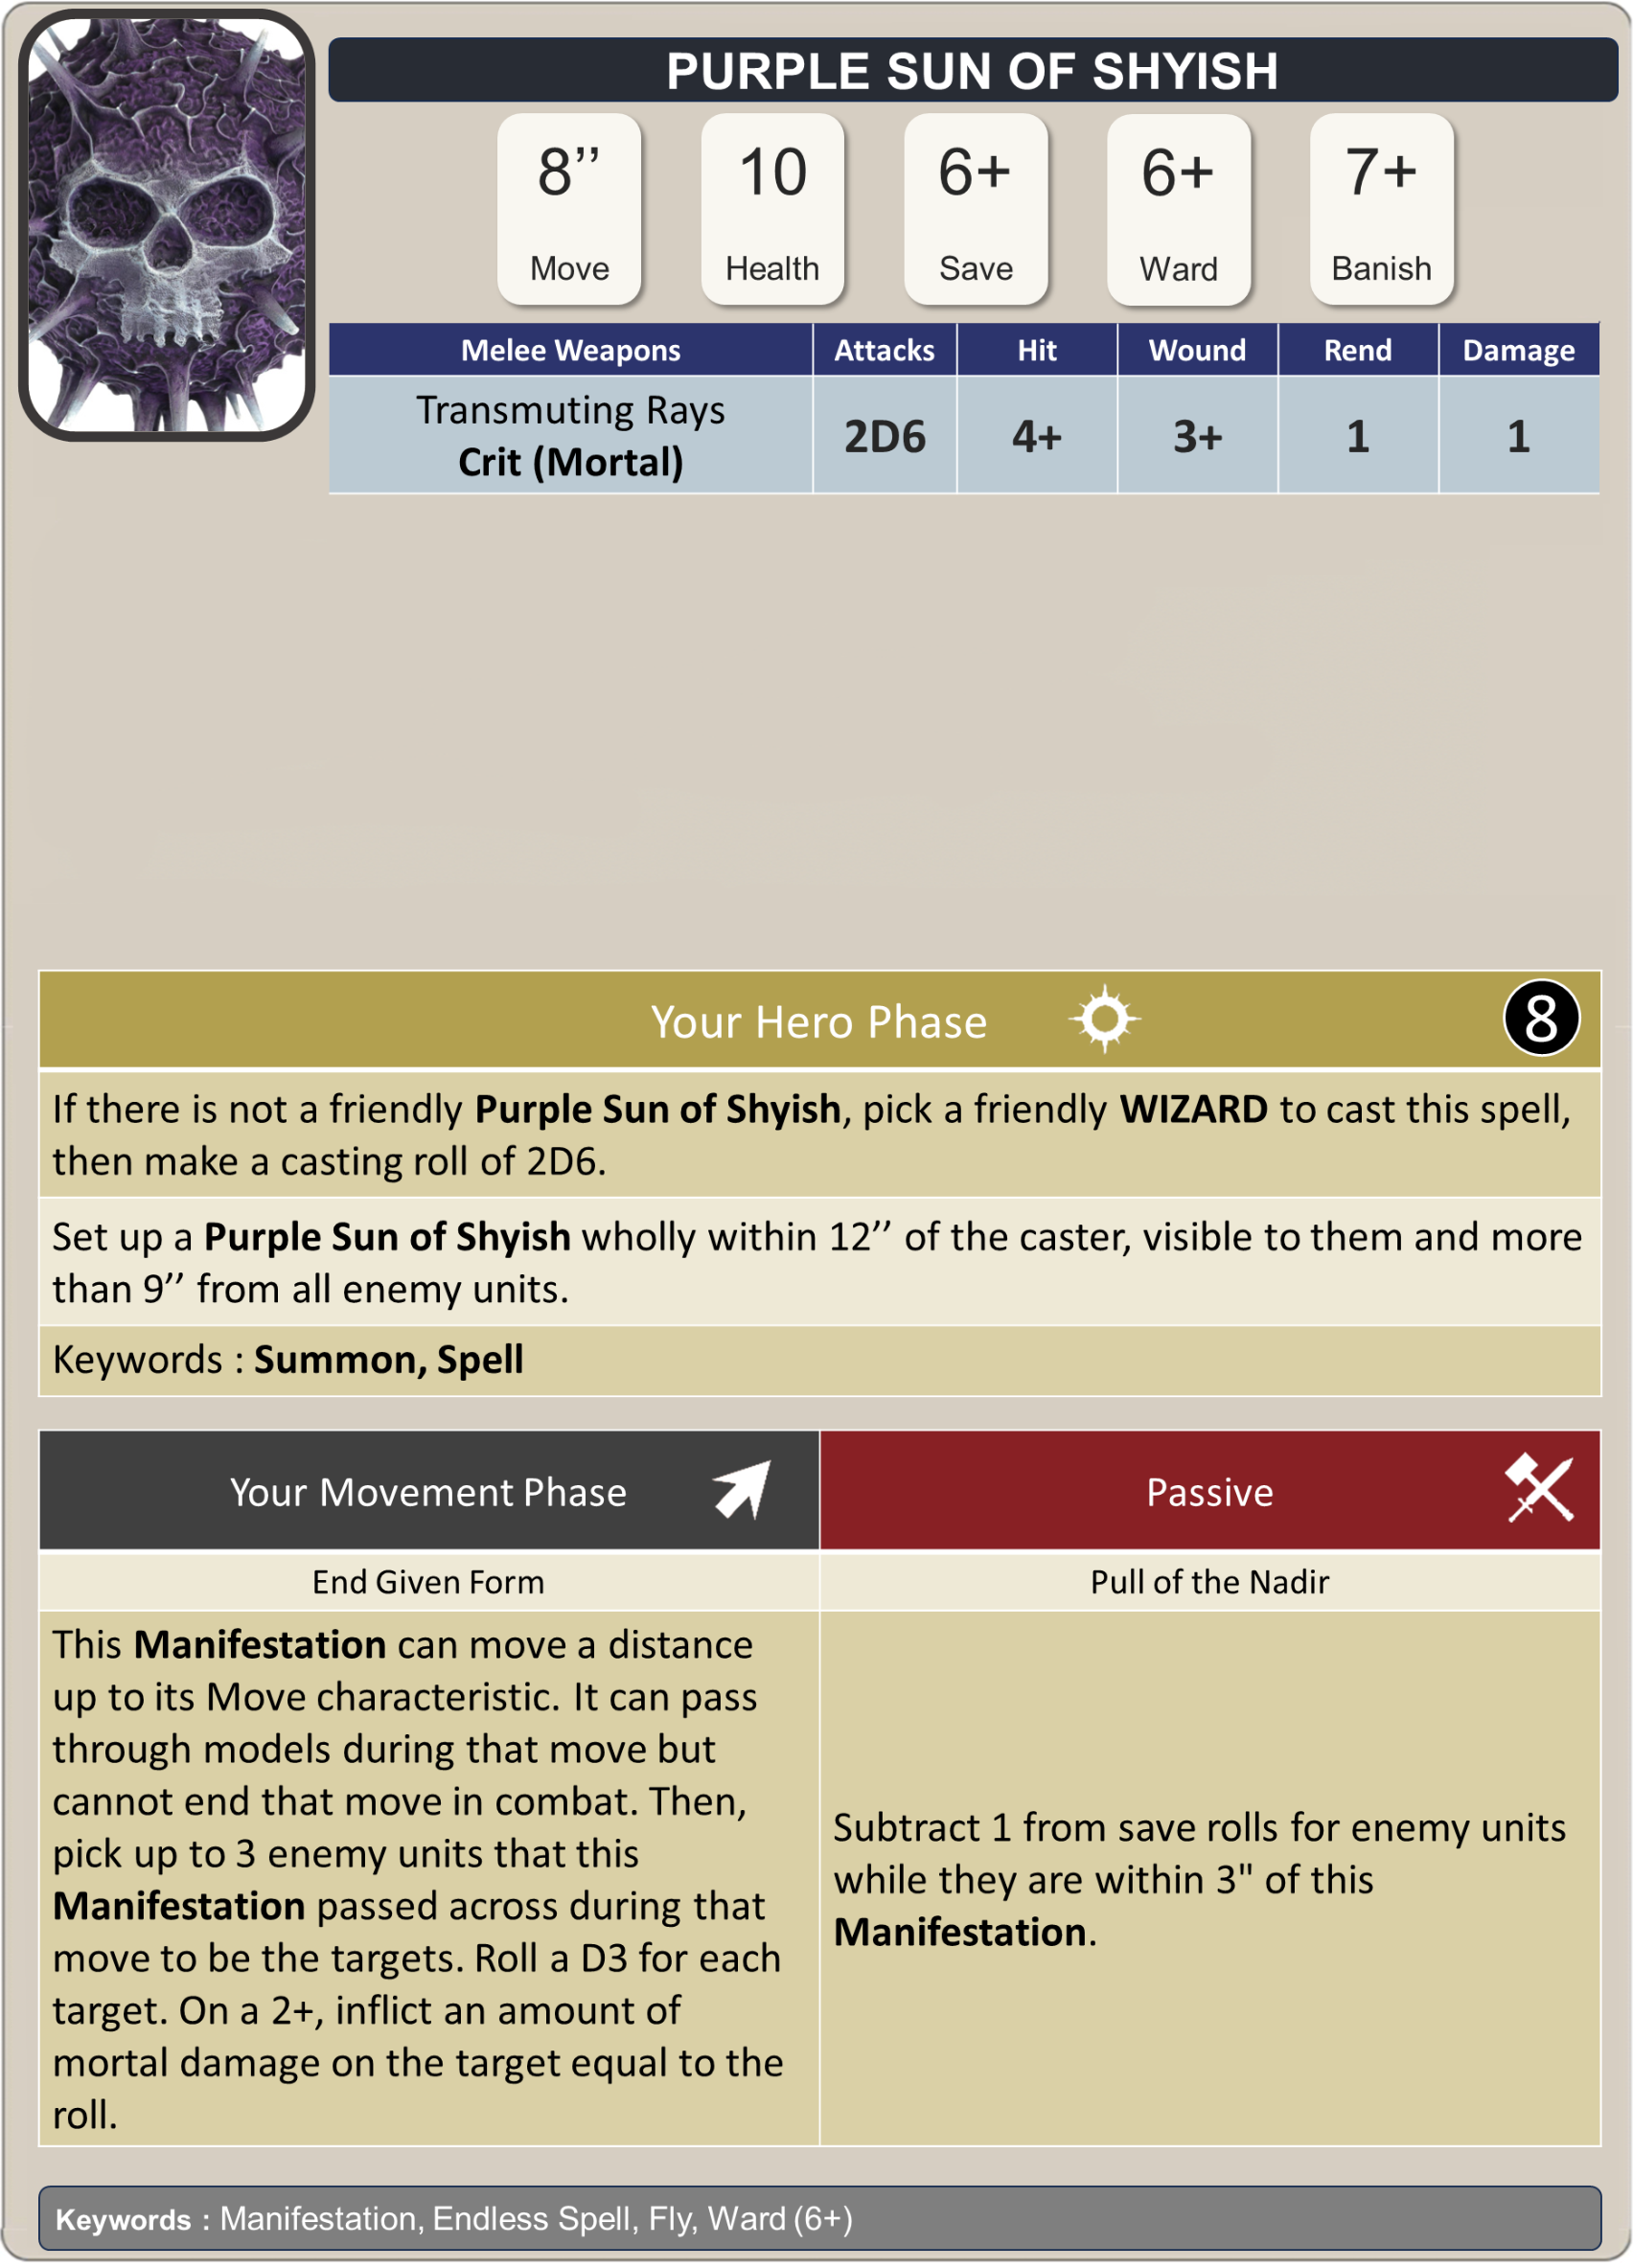 PURPLE SUN OF SHYISH
8’’ 10 6+ 6+ 7+
Move Health Save Ward Banish
Melee Weapons Attacks Hit Wound Rend Damage
Transmuting Rays
Crit (Mortal) 2D6 4+ 3+ 1 1
Your Hero Phase 8
If there is not a friendly Purple Sun of Shyish, pick a friendly WIZARD to cast this spell,
then make a casting roll of 2D6.
Set up a Purple Sun of Shyish wholly within 12’’ of the caster, visible to them and more
than 9’’ from all enemy units.
Keywords : Summon, Spell
Your Movement Phase
End Given Form
This Manifestation can move a distance
up to its Move characteristic. It can pass
through models during that move but
cannot end that move in combat. Then,
pick up to 3 enemy units that this
Manifestation passed across during that
move to be the targets. Roll a D3 for each
target. On a 2+, inflict an amount of
mortal damage on the target equal to the
roll.
Passive
Pull of the Nadir
Subtract 1 from save rolls for enemy units
while they are within 3" of this
Manifestation.
Keywords : Manifestation, Endless Spell, Fly, Ward (6+)